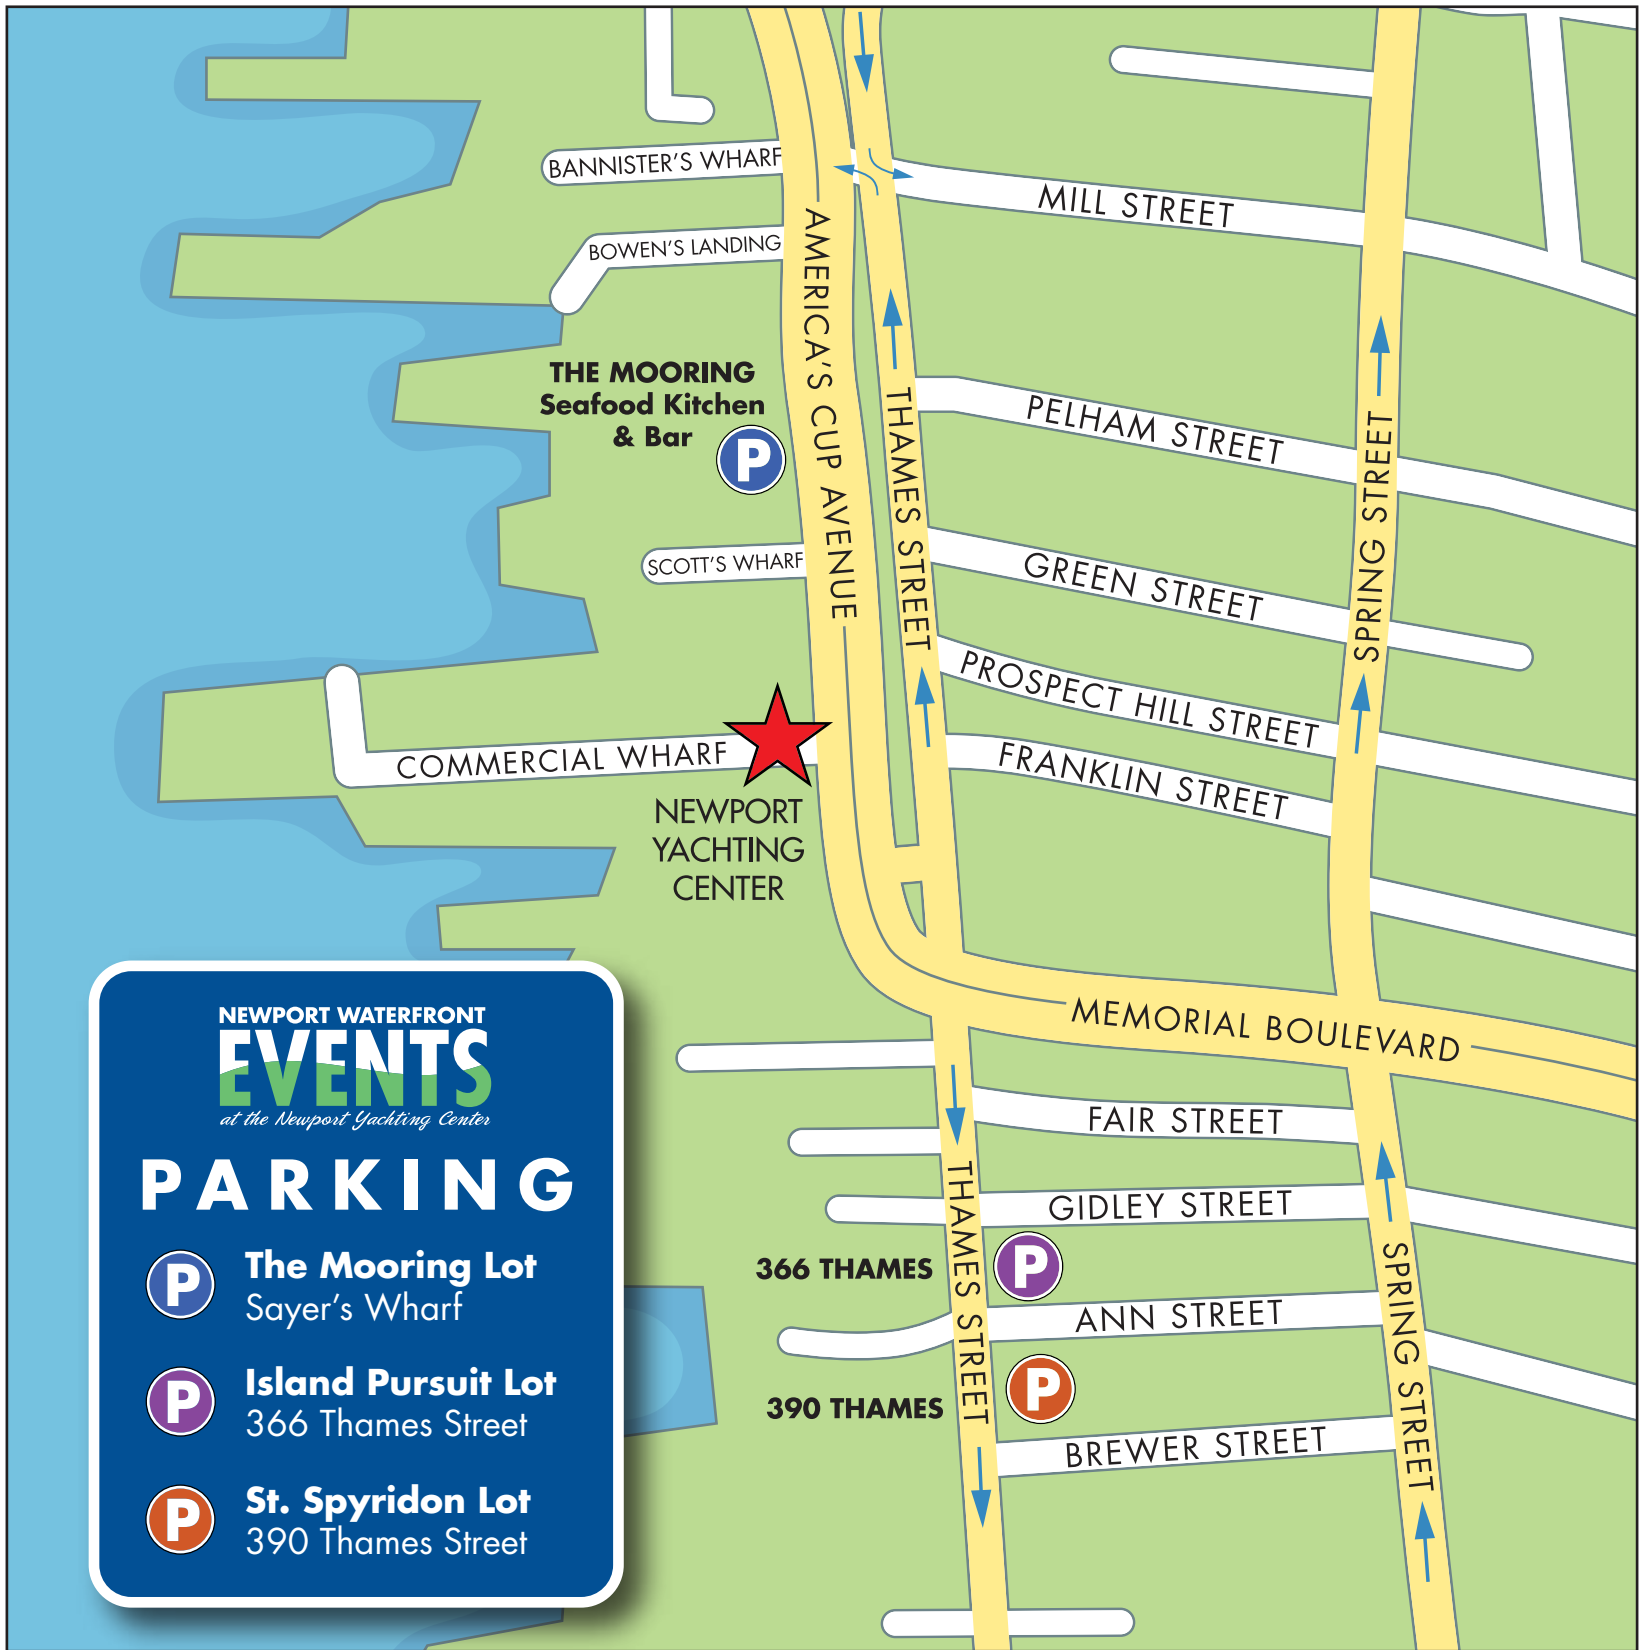 BANNISTER'S WHARF
MILL STREET
BOWEN'S LANDING
AMERICA'S CUP AVENUE
THE MOORING
Seafood Kitchen
& Bar
P
THAMES STREET
PELHAM STREET
SPRING STREET
SCOTT'S WHARF
GREEN STREET
PROSPECT HILL STREET
COMMERCIAL WHARF
FRANKLIN STREET
NEWPORT
YACHTING
CENTER
MEMORIAL BOULEVARD
FAIR STREET
THAMES STREET
GIDLEY STREET
366 THAMES
P
SPRING STREET
ANN STREET
390 THAMES
P
BREWER STREET
NEWPORT WATERFRONT
EVENTS
at the Newport Yachting Center
PARKING
P
The Mooring Lot
Sayer's Wharf
P
Island Pursuit Lot
366 Thames Street
P
St. Spyridon Lot
390 Thames Street